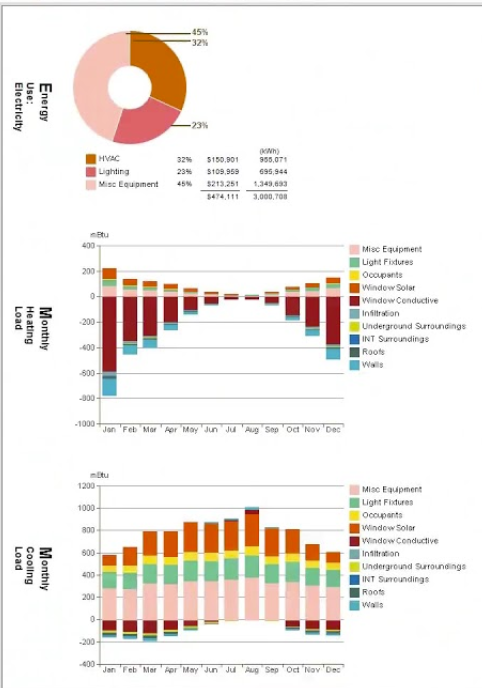 Energy
Use:
Electricity
45%
32%
23%
(kWh)
HVAC 32% $150,901 955,071
Lighting 23% $109,959 695,944
Misc Equipment 45% $213,251 1,349,693
$474,111 3,000,708
Monthly
Heating
Load
mBtu
400
200
0
-200
-400
-600
-800
-1000
Jan Feb Mar Apr May Jun Jul Aug Sep Oct Nov Dec
Misc Equipment
Light Fixtures
Occupants
Window Solar
Window Conductive
Infiltration
Underground Surroundings
INT Surroundings
Roofs
Walls
Monthly
Cooling
Load
mBtu
1200
1000
800
600
400
200
0
-200
-400
Jan Feb Mar Apr May Jun Jul Aug Sep Oct Nov Dec
Misc Equipment
Light Fixtures
Occupants
Window Solar
Window Conductive
Infiltration
Underground Surroundings
INT Surroundings
Roofs
Walls